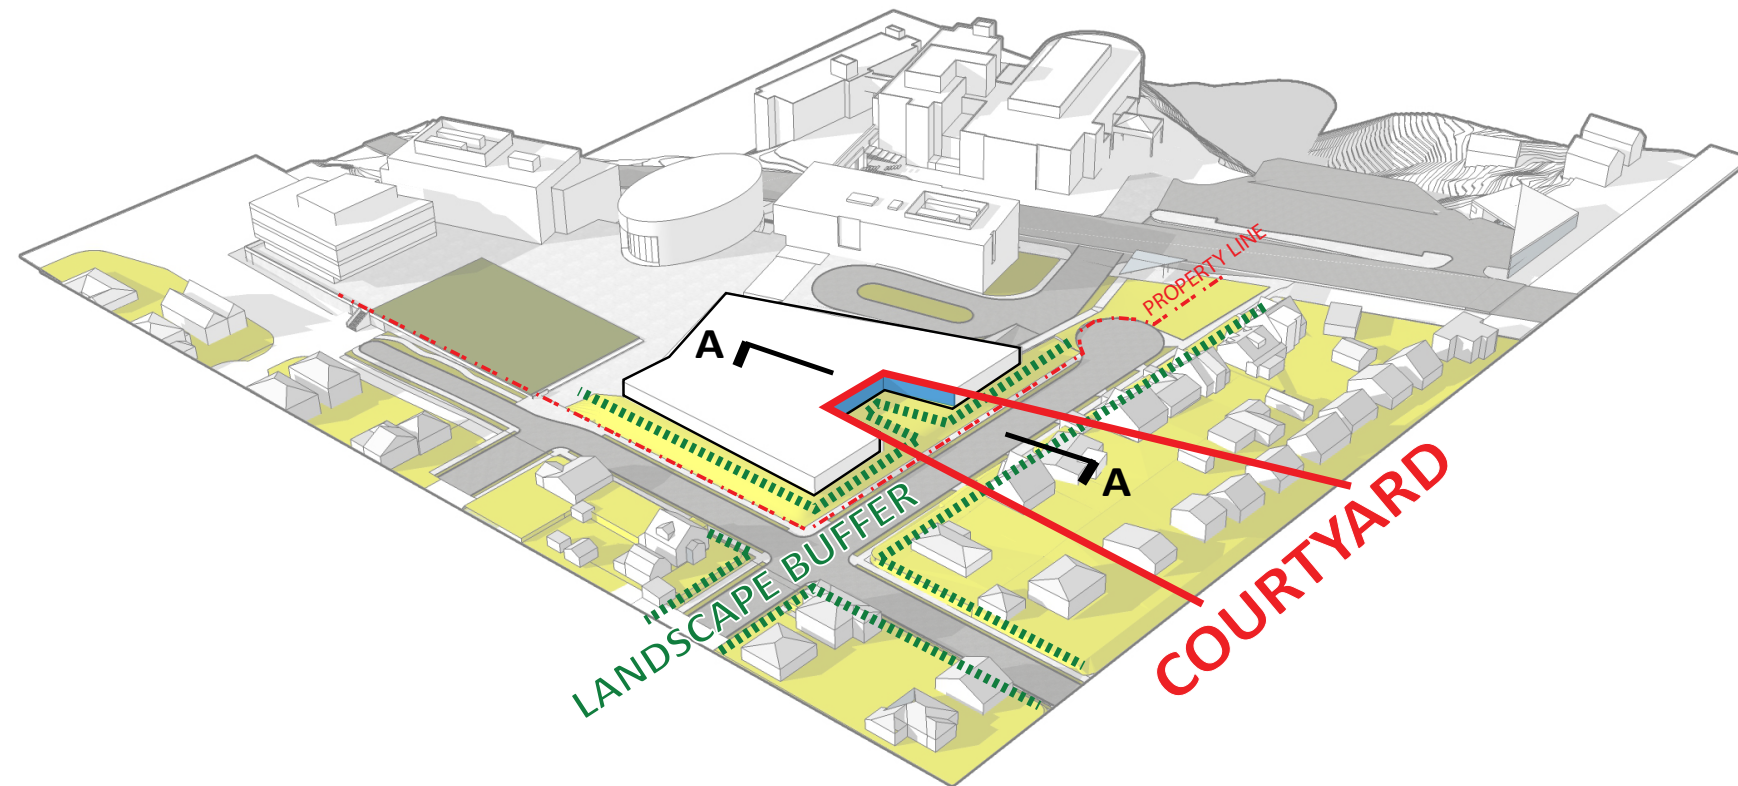 PROPERTY LINE
A
A
LANDSCAPE BUFFER
COURTYARD